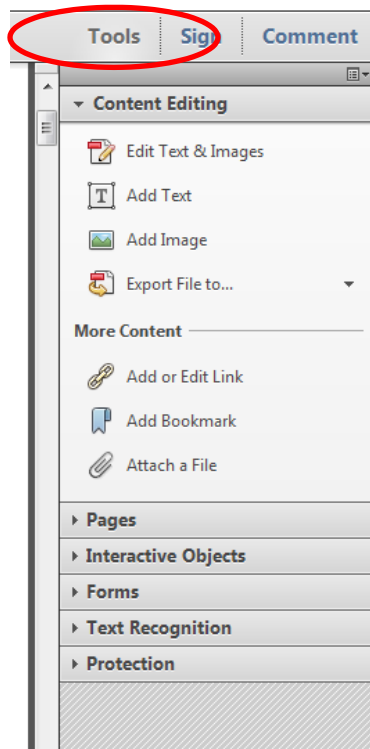 Tools Sign Comment
Content Editing
Edit Text & Images
Add Text
Add Image
Export File to...
More Content
Add or Edit Link
Add Bookmark
Attach a File
Pages
Interactive Objects
Forms
Text Recognition
Protection